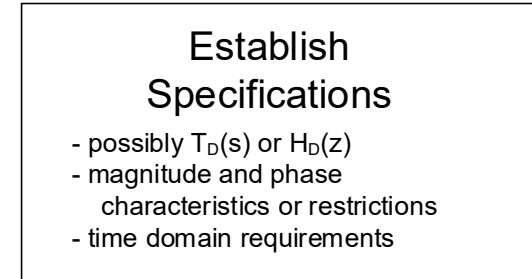 Establish
Specifications
- possibly T_D(s) or H_D(z)
- magnitude and phase
characteristics or restrictions
- time domain requirements